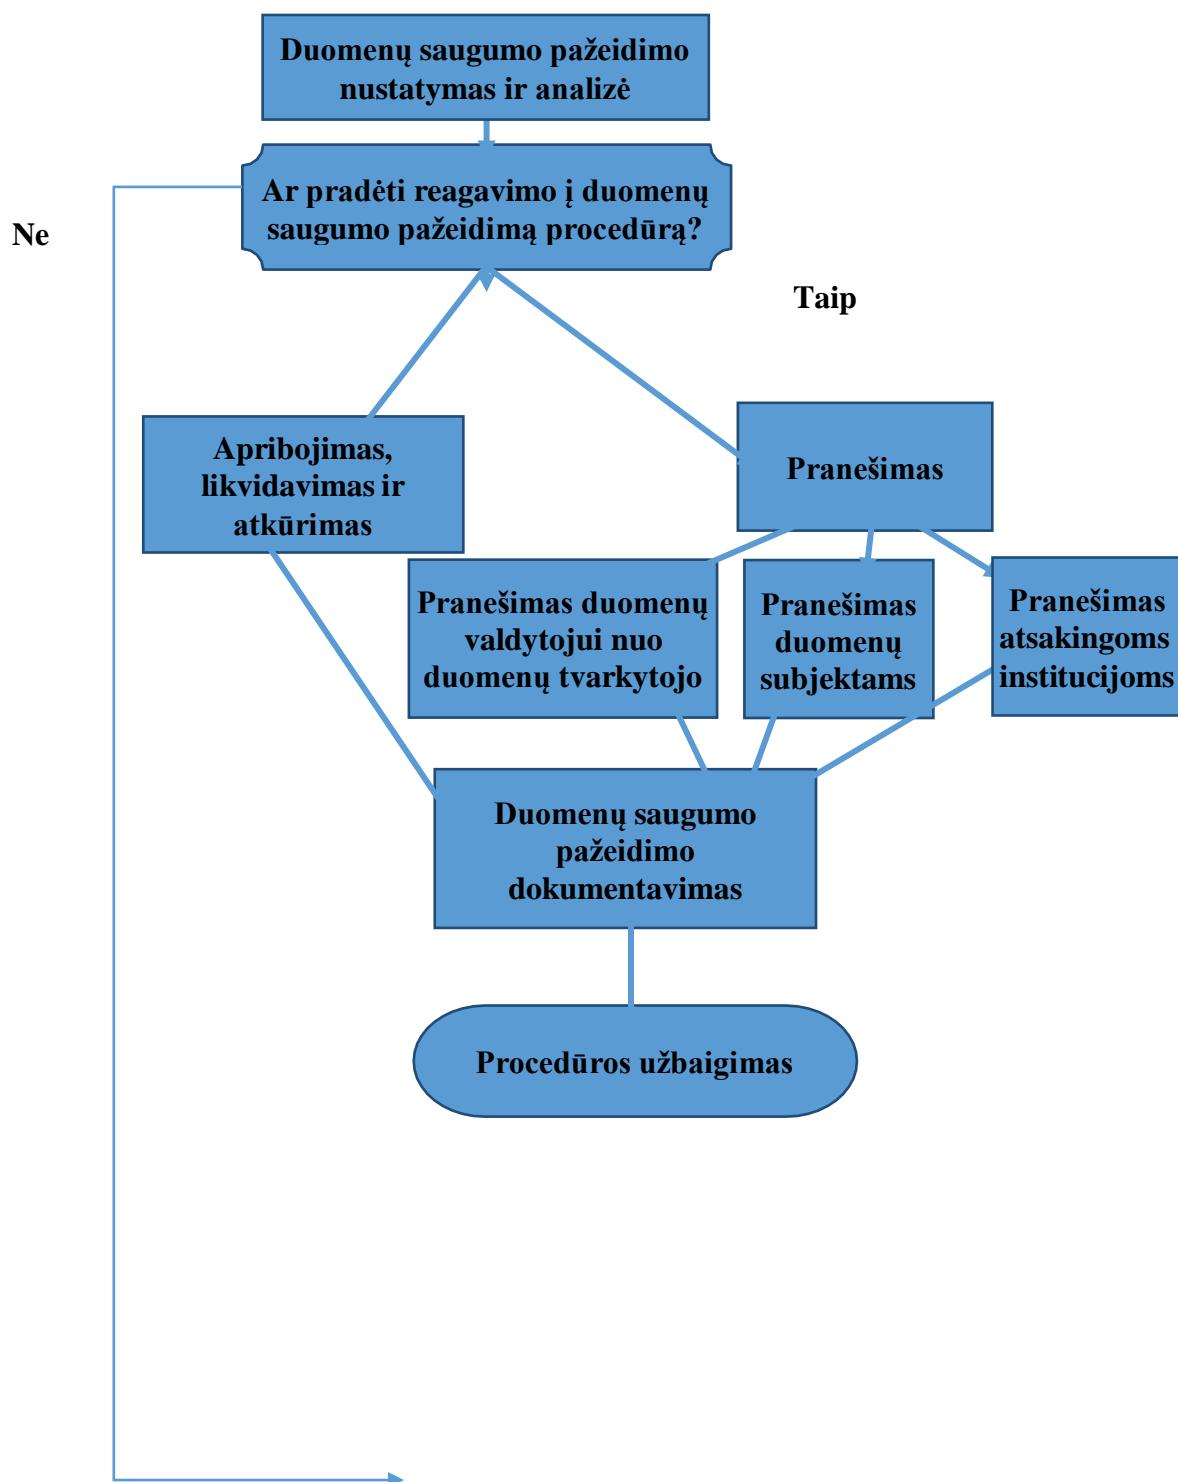 Duomenų saugumo pažeidimo
nustatymas ir analizė
Ar pradėti reagavimo į duomenų
saugumo pažeidimą procedūrą?
Ne
Taip
Apribojimas,
likvidavimas ir
atkūrimas
Pranešimas
Pranešimas duomenų
valdytojui nuo
duomenų tvarkytojo
Pranešimas
duomenų
subjektams
Pranešimas
atsakingoms
institucijoms
Duomenų saugumo
pažeidimo
dokumentavimas
Procedūros užbaigimas